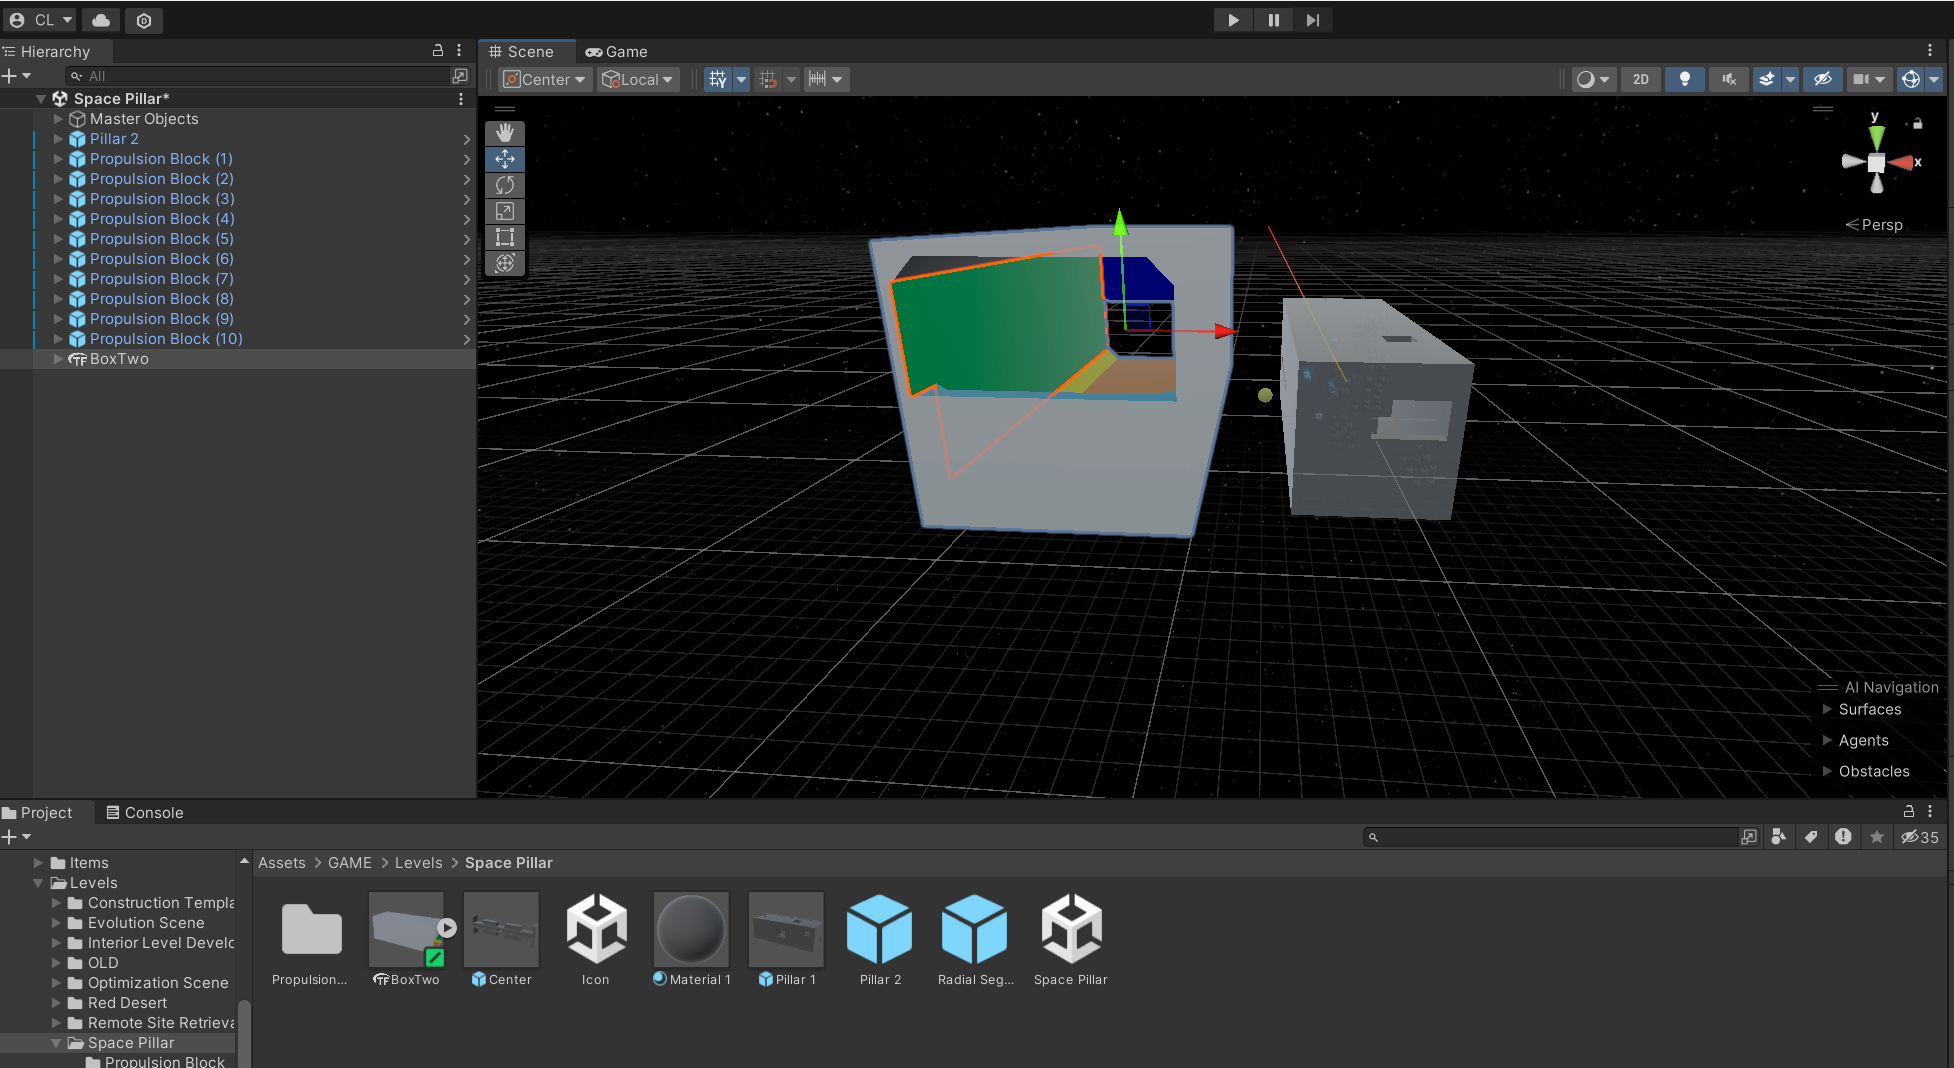 CL
Hierarchy
All
Space Pillar*
Master Objects
Pillar 2
Propulsion Block (1)
Propulsion Block (2)
Propulsion Block (3)
Propulsion Block (4)
Propulsion Block (5)
Propulsion Block (6)
Propulsion Block (7)
Propulsion Block (8)
Propulsion Block (9)
Propulsion Block (10)
BoxTwo
Scene
Game
Center
Local
2D
y
x
Persp
AI Navigation
Surfaces
Agents
Obstacles
Project
Console
35
Items
Levels
Construction Templa
Evolution Scene
Interior Level Develo
OLD
Optimization Scene
Red Desert
Remote Site Retrieva
Space Pillar
Propulsion Block
Assets > GAME > Levels > Space Pillar
Propulsion...
BoxTwo
Center
Icon
Material 1
Pillar 1
Pillar 2
Radial Seg...
Space Pillar